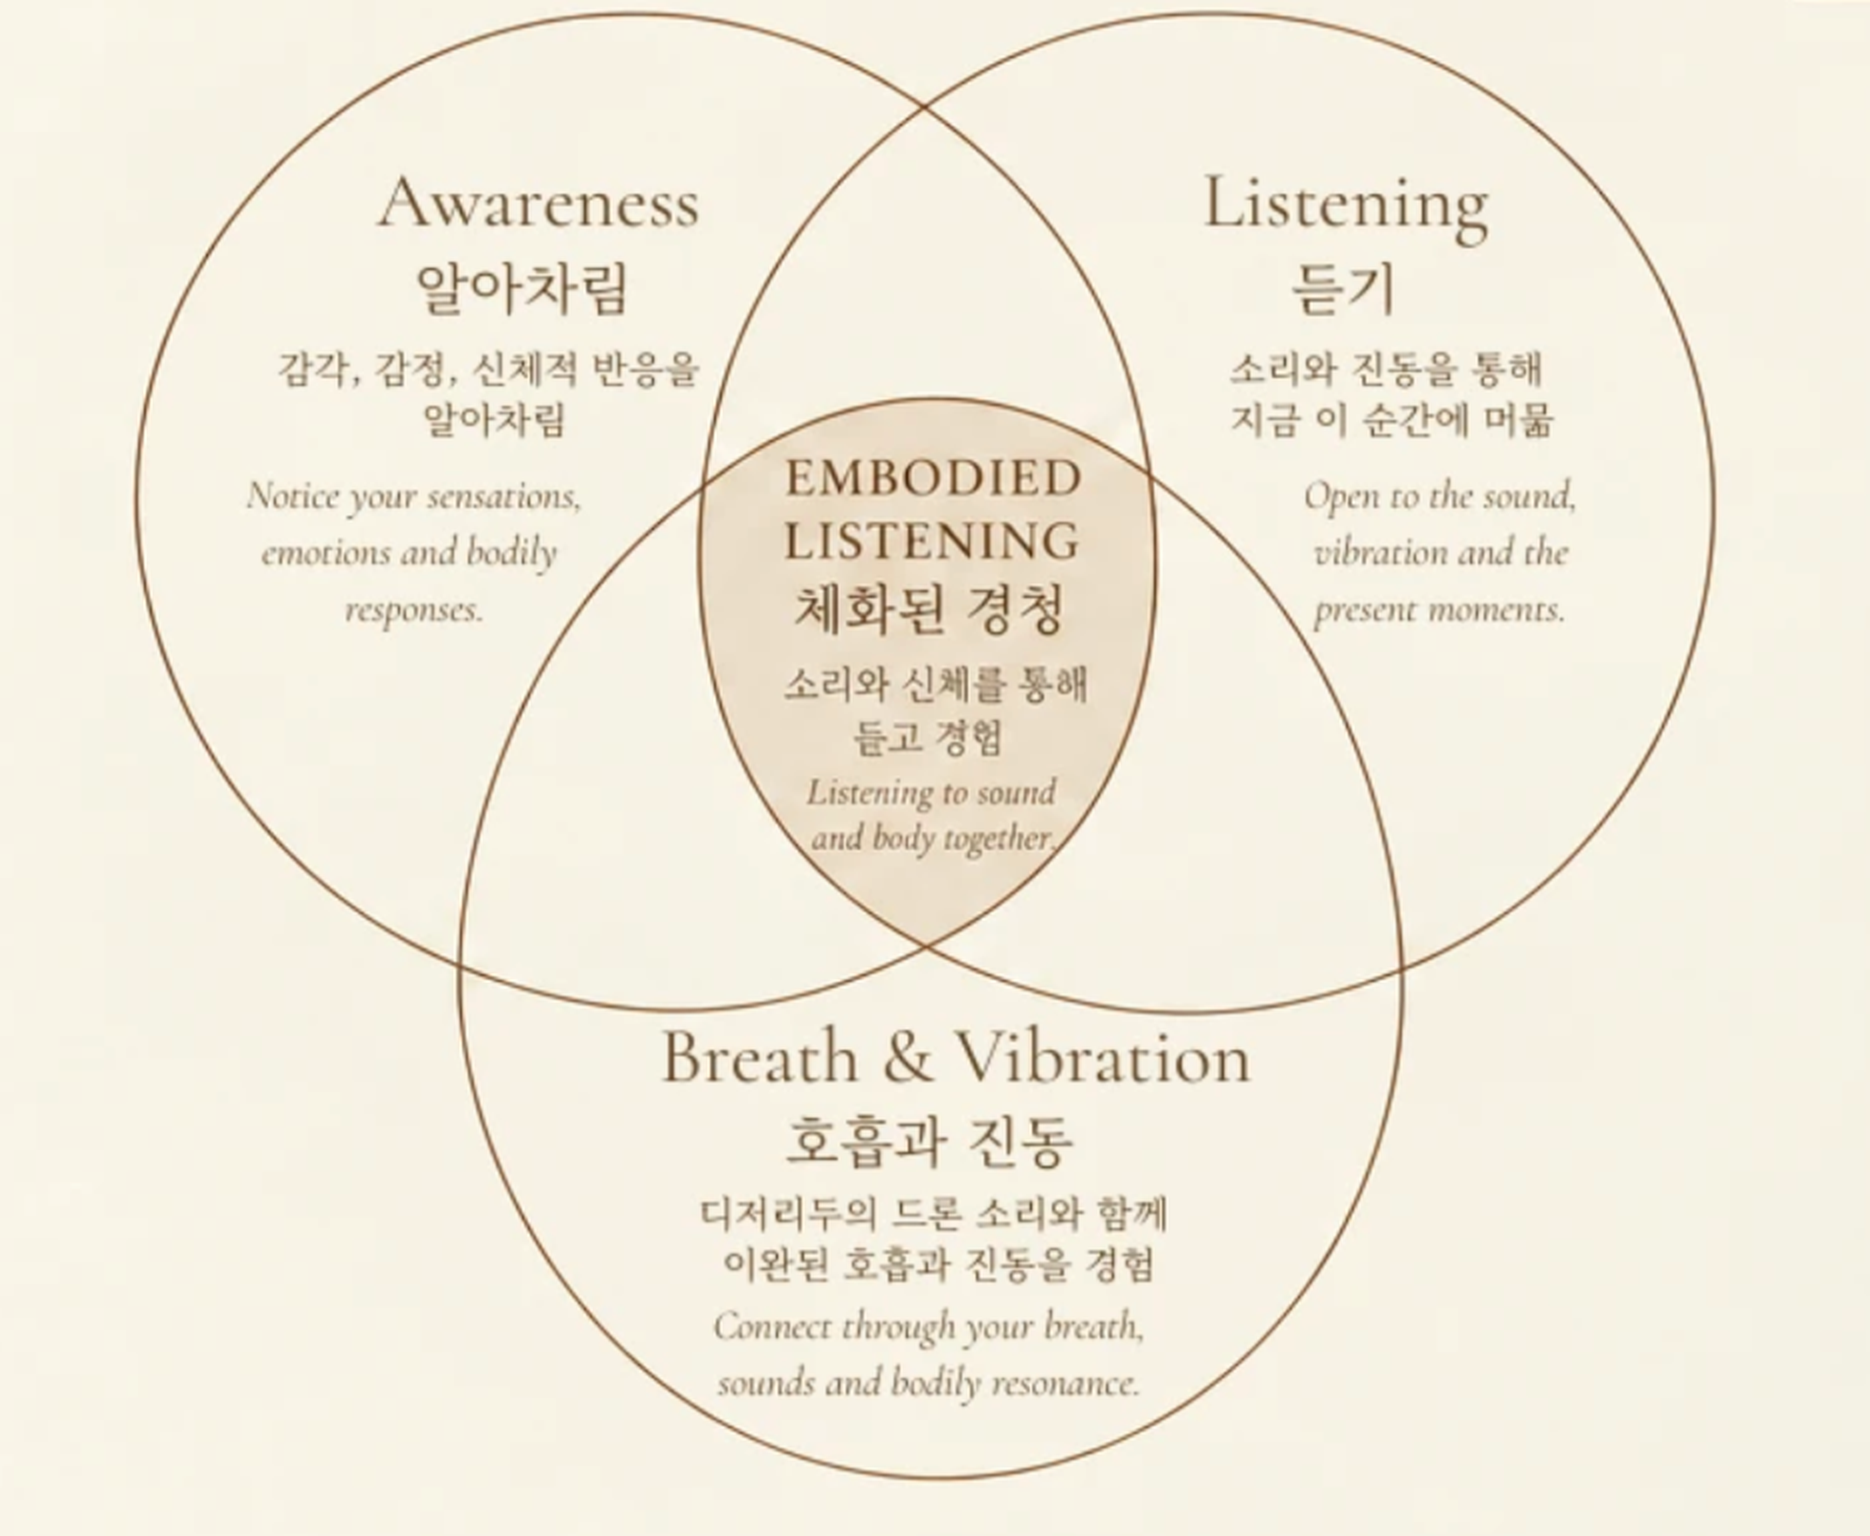 Awareness
알아차림
감각, 감정, 신체적 반응을
알아차림
Notice your sensations,
emotions and bodily
responses.
Listening
듣기
소리와 진동을 통해
지금 이 순간에 머묾
Open to the sound,
vibration and the
present moments.
EMBODIED
LISTENING
체화된 경청
소리와 신체를 통해
듣고 경험
Listening to sound
and body together.
Breath & Vibration
호흡과 진동
디저리두의 드론 소리와 함께
이완된 호흡과 진동을 경험
Connect through your breath,
sounds and bodily resonance.